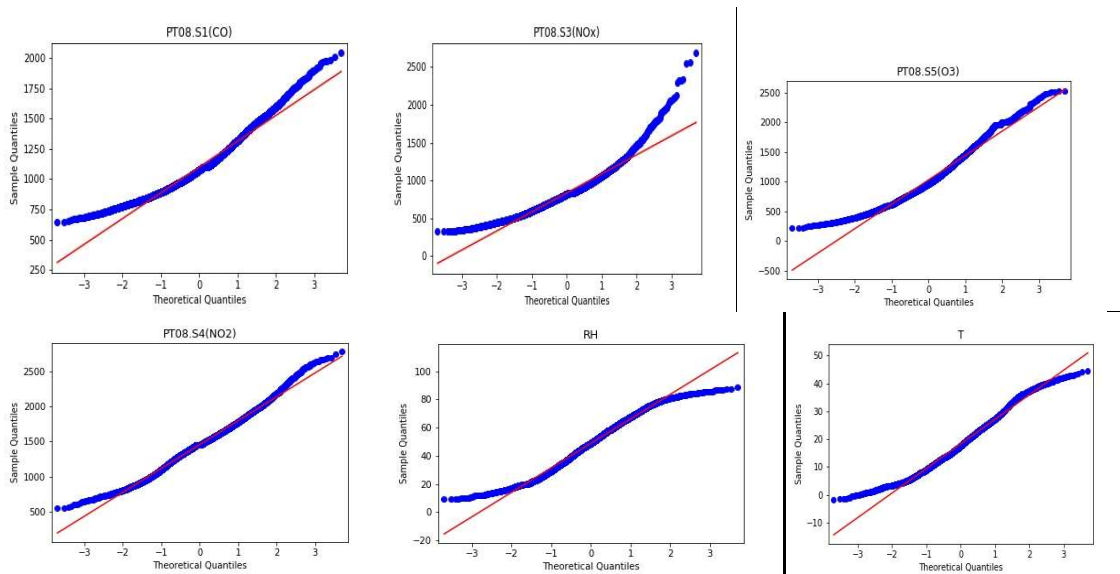 PT08.S1(CO)
Sample Quantiles
2000
1750
1500
1250
1000
750
500
250
−3 −2 −1 0 1 2 3
Theoretical Quantiles
PT08.S3(NOx)
Sample Quantiles
2500
2000
1500
1000
500
0
−3 −2 −1 0 1 2 3
Theoretical Quantiles
PT08.S5(O3)
Sample Quantiles
2500
2000
1500
1000
500
0
−500
−3 −2 −1 0 1 2 3
Theoretical Quantiles
PT08.S4(NO2)
Sample Quantiles
2500
2000
1500
1000
500
−3 −2 −1 0 1 2 3
Theoretical Quantiles
RH
Sample Quantiles
100
80
60
40
20
0
−20
−3 −2 −1 0 1 2 3
Theoretical Quantiles
T
Sample Quantiles
50
40
30
20
10
0
−10
−3 −2 −1 0 1 2 3
Theoretical Quantiles